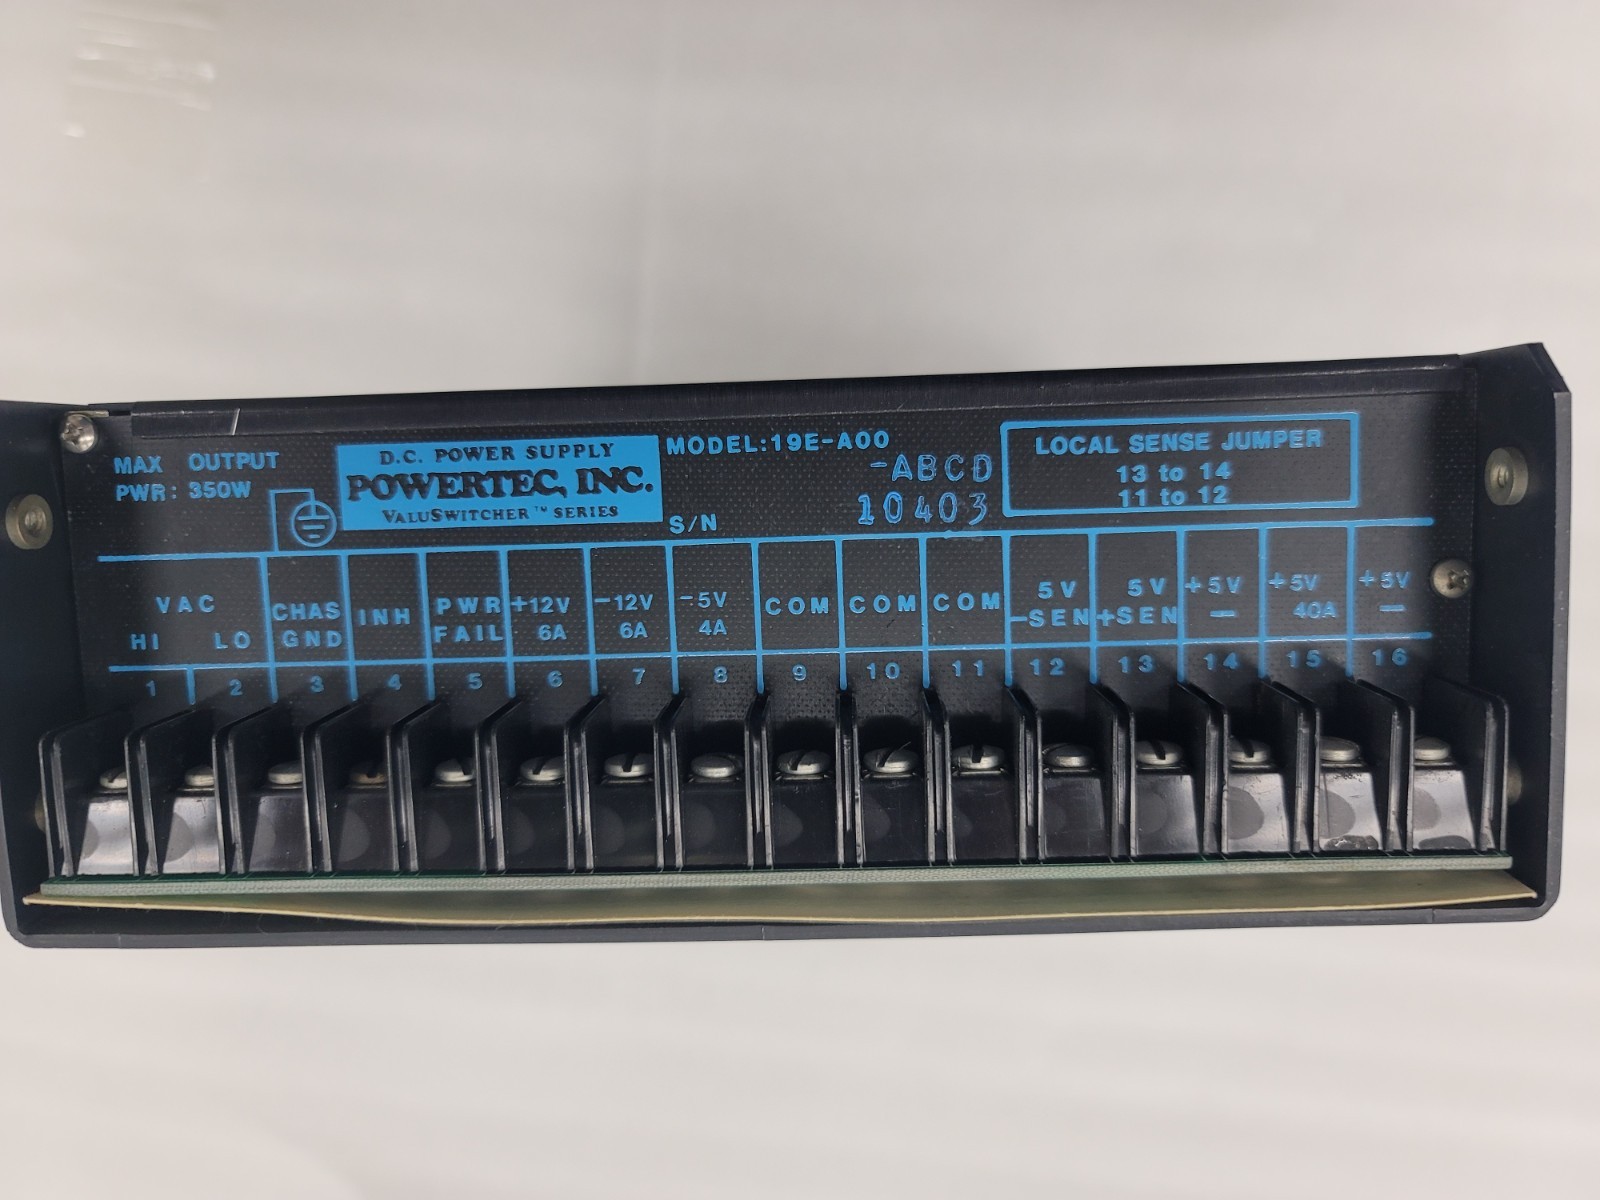 MAX OUTPUT
PWR: 350W
D.C. POWER SUPPLY
POWERTEC, INC.
VALUSWITCHER™ SERIES
MODEL:19E-A00
-ABCD
S/N 10403
LOCAL SENSE JUMPER
13 to 14
11 to 12
VAC
HI LO
CHAS
GND
INH
PWR
FAIL
+12V
6A
-12V
6A
-5V
4A
COM
COM
COM
5V
-SEN
5V
+SEN
+5V
—
+5V
40A
+5V
—
1 2 3 4 5 6 7 8 9 10 11 12 13 14 15 16